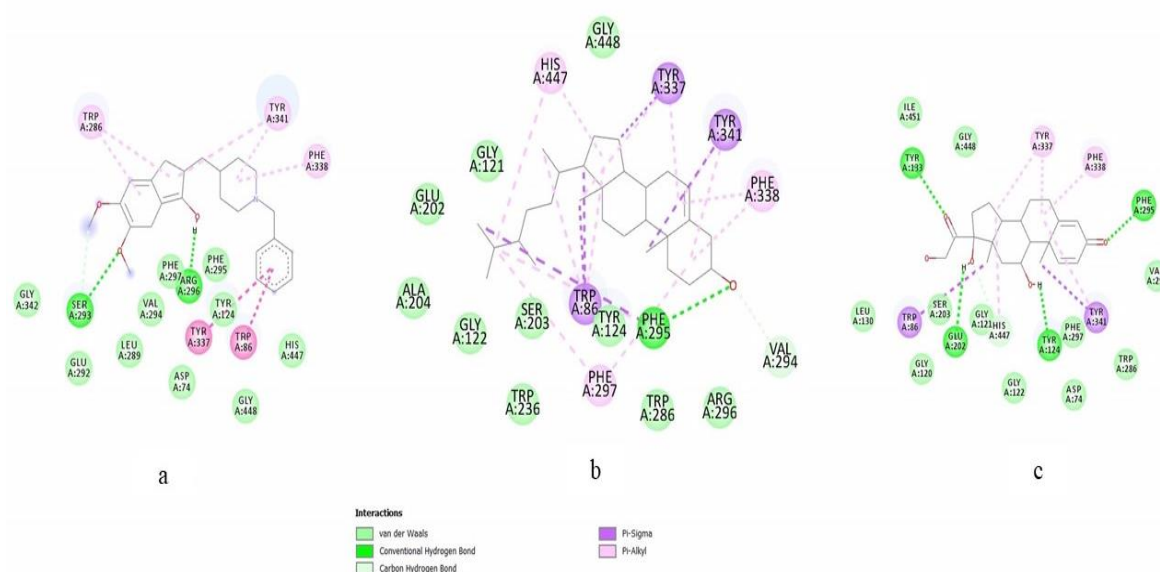 TRP
A:286
TYR
A:341
PHE
A:338
H
N
O
O
PHE
A:297
PHE
A:295
ARG
A:296
GLY
A:342
SER
A:293
VAL
A:294
TYR
A:124
TYR
A:337
TRP
A:86
HIS
A:447
GLU
A:292
LEU
A:289
ASP
A:74
GLY
A:448
a
GLY
A:448
HIS
A:447
TYR
A:337
TYR
A:341
GLY
A:121
PHE
A:338
GLU
A:202
O
ALA
A:204
GLY
A:122
SER
A:203
TRP
A:86
TYR
A:124
PHE
A:295
VAL
A:294
PHE
A:297
TRP
A:236
TRP
A:286
ARG
A:296
b
ILE
A:451
GLY
A:448
TYR
A:133
TYR
A:337
PHE
A:338
PHE
A:295
O
O
O
O
H
O
H
LEU
A:130
TRP
A:86
SER
A:203
GLU
A:202
GLY
A:121
HIS
A:447
TYR
A:124
PHE
A:297
TYR
A:341
TRP
A:286
GLY
A:120
GLY
A:122
ASP
A:74
c
Interactions
van der Waals
Conventional Hydrogen Bond
Carbon Hydrogen Bond
Pi-Sigma
Pi-Alkyl